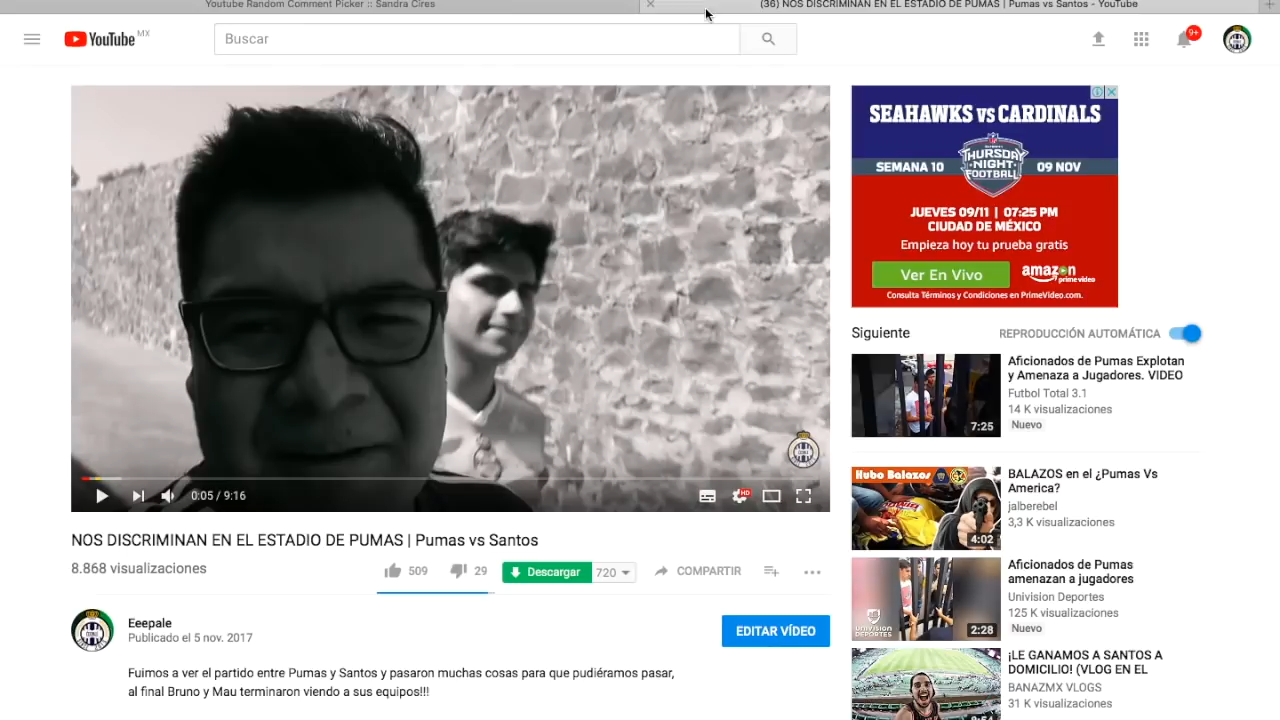 Youtube Random Comment Picker :: Sandra Cires
(36) NOS DISCRIMINAN EN EL ESTADIO DE PUMAS | Pumas vs Santos - YouTube
YouTube MX
Buscar
9+
SEAHAWKS VS CARDINALS
SEMANA 10
THURSDAY NIGHT FOOTBALL
09 NOV
JUEVES 09/11 | 07:25 PM
CIUDAD DE MÉXICO
Empieza hoy tu prueba gratis
Ver En Vivo
amazon
prime video
Consulta Términos y Condiciones en PrimeVideo.com.
0:05 / 9:16
HD
NOS DISCRIMINAN EN EL ESTADIO DE PUMAS | Pumas vs Santos
8.868 visualizaciones
509
29
Descargar
720
COMPARTIR
Eeepale
Publicado el 5 nov. 2017
EDITAR VÍDEO
Fuimos a ver el partido entre Pumas y Santos y pasaron muchas cosas para que pudiéramos pasar,
al final Bruno y Mau terminaron viendo a sus equipos!!!
Siguiente
REPRODUCCIÓN AUTOMÁTICA
Aficionados de Pumas Explotan
y Amenaza a Jugadores. VIDEO
Futbol Total 3.1
14 K visualizaciones
Nuevo
7:25
Hubo Balazos
BALAZOS en el ¿Pumas Vs
America?
jalberebel
3,3 K visualizaciones
4:02
Aficionados de Pumas
amenazan a jugadores
Univision Deportes
125 K visualizaciones
Nuevo
UNIVISION
DEPORTES
2:28
¡LE GANAMOS A SANTOS A
DOMICILIO! (VLOG EN EL
BANAZMX VLOGS
31 K visualizaciones